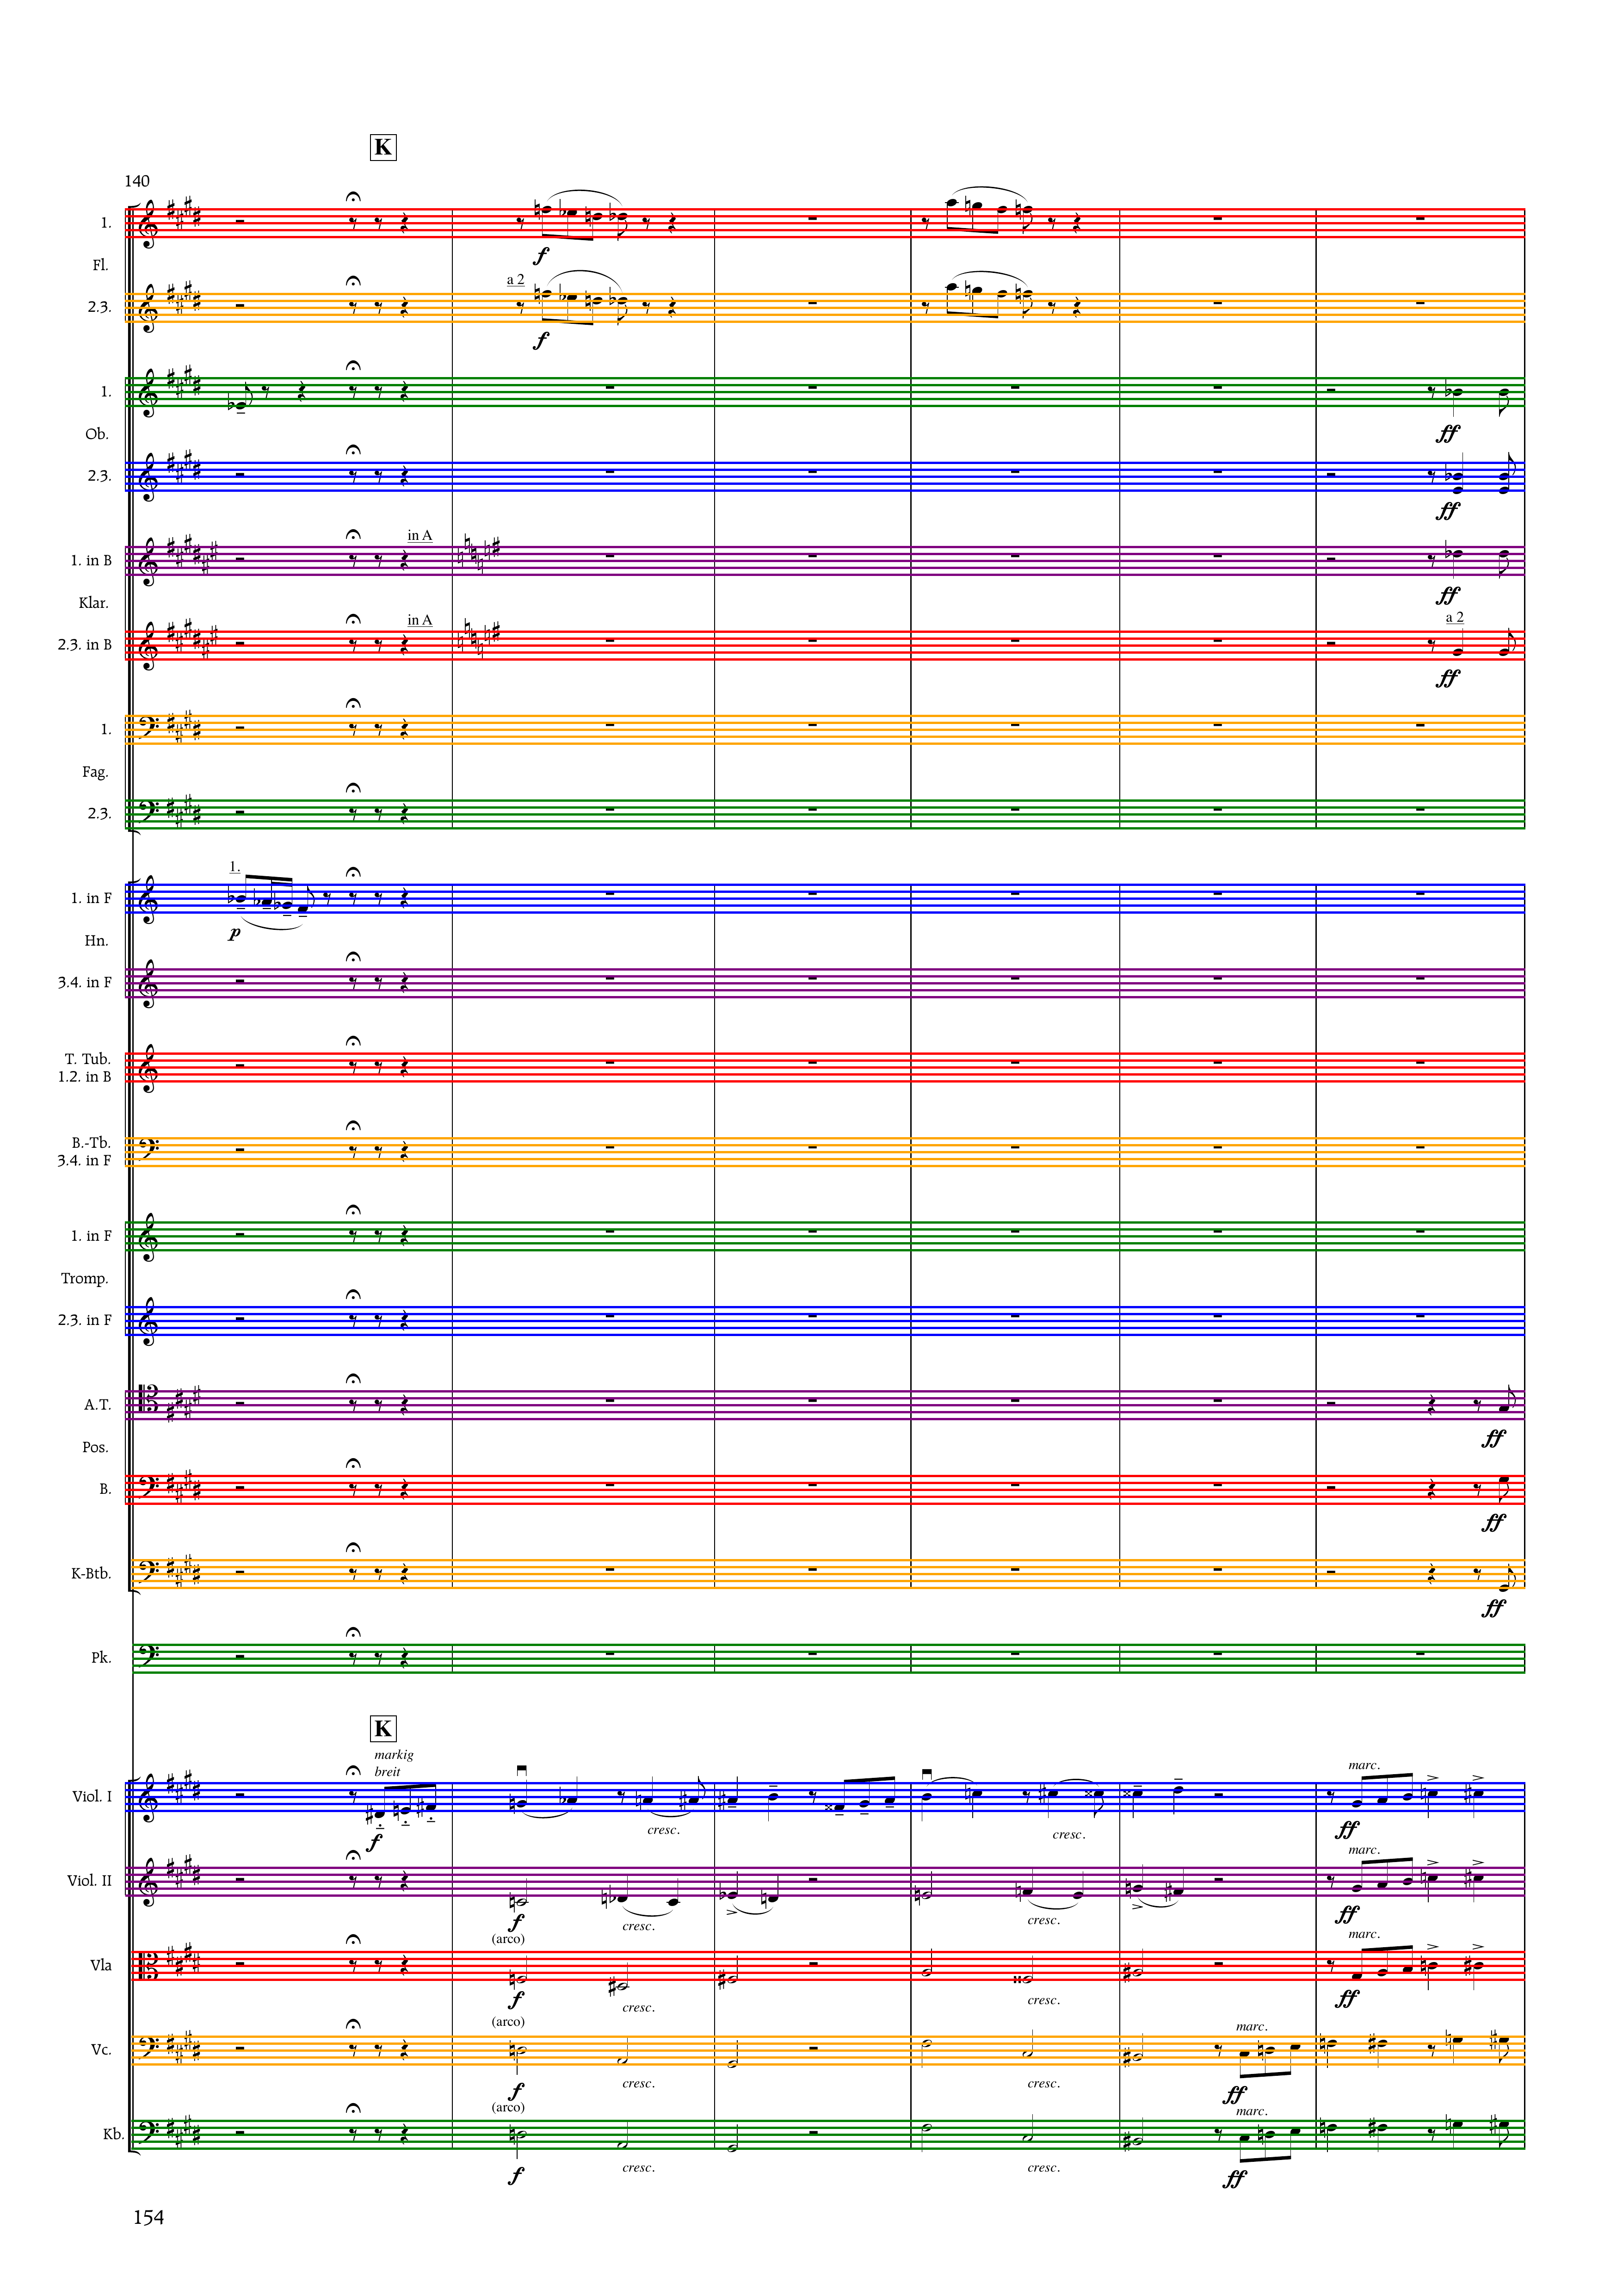 K
140
1.
Fl.
f
a 2
2.3.
f
1.
Ob.
ff
2.3.
ff
in A
1. in B
Klar.
ff
in A
a 2
2.3. in B
ff
1.
Fag.
2.3.
1.
1. in F
p
Hn.
3.4. in F
T. Tub.
1.2. in B
B.-Tb.
3.4. in F
1. in F
Tromp.
2.3. in F
A.T.
ff
Pos.
B.
ff
K-Btb.
ff
Pk.
K
markig
breit
marc.
Viol. I
f
cresc.
cresc.
ff
marc.
Viol. II
f
cresc.
cresc.
ff
(arco)
marc.
Vla
f
cresc.
cresc.
ff
(arco)
marc.
Vc.
f
cresc.
cresc.
ff
(arco)
marc.
Kb.
f
cresc.
cresc.
ff
154